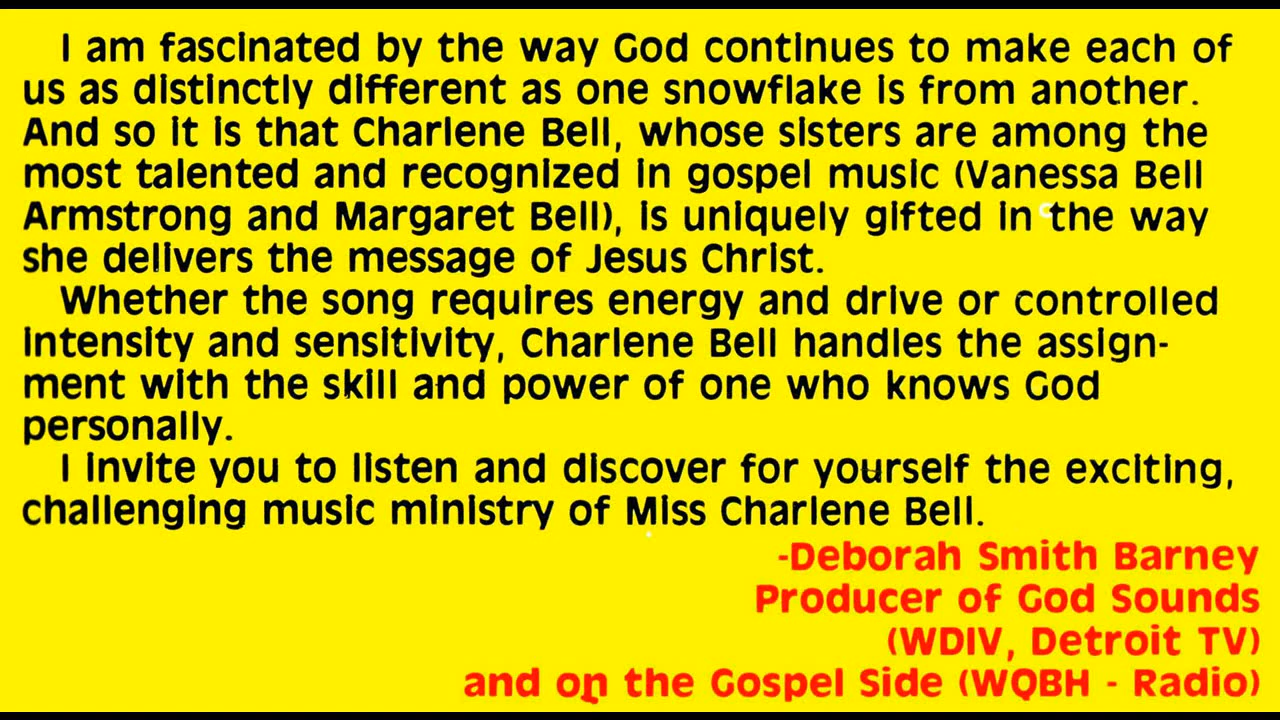 I am fascinated by the way God continues to make each of
us as distinctly different as one snowflake is from another.
And so it is that Charlene Bell, whose sisters are among the
most talented and recognized in gospel music (Vanessa Bell
Armstrong and Margaret Bell), is uniquely gifted in the way
she delivers the message of Jesus Christ.
Whether the song requires energy and drive or controlled
intensity and sensitivity, Charlene Bell handles the assign-
ment with the skill and power of one who knows God
personally.
I invite you to listen and discover for yourself the exciting,
challenging music ministry of Miss Charlene Bell.
-Deborah Smith Barney
Producer of God Sounds
(WDIV, Detroit TV)
and on the Gospel Side (WQBH - Radio)